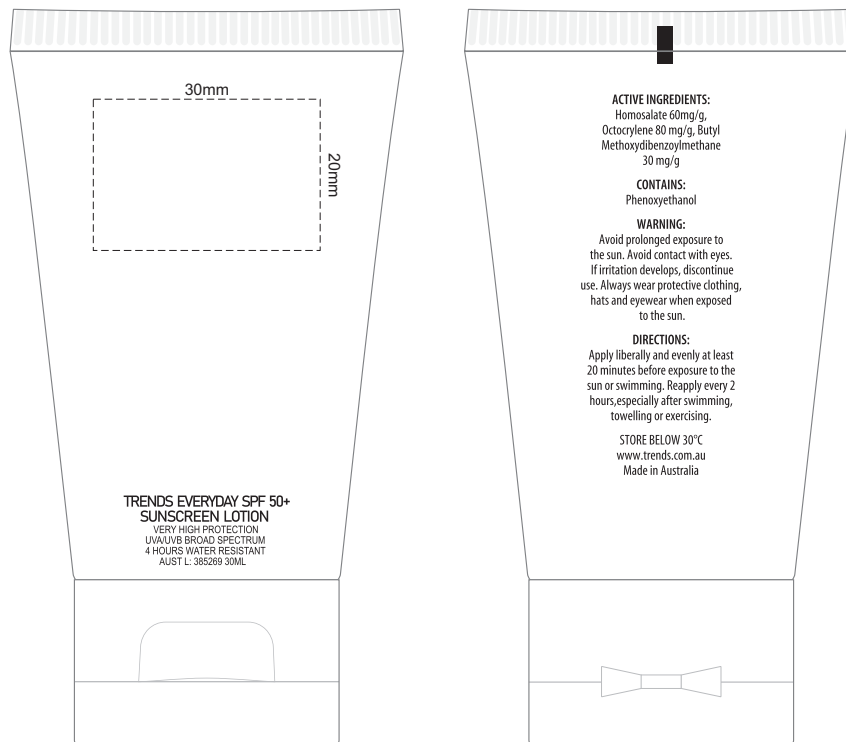 30mm
20mm
TRENDS EVERYDAY SPF 50+
SUNSCREEN LOTION
VERY HIGH PROTECTION
UVA/UVB BROAD SPECTRUM
4 HOURS WATER RESISTANT
AUST L: 385269 30ML
ACTIVE INGREDIENTS:
Homosalate 60mg/g,
Octocrylene 80 mg/g, Butyl
Methoxydibenzoylmethane
30 mg/g
CONTAINS:
Phenoxyethanol
WARNING:
Avoid prolonged exposure to
the sun. Avoid contact with eyes.
If irritation develops, discontinue
use. Always wear protective clothing,
hats and eyewear when exposed
to the sun.
DIRECTIONS:
Apply liberally and evenly at least
20 minutes before exposure to the
sun or swimming. Reapply every 2
hours,especially after swimming,
towelling or exercising.
STORE BELOW 30°C
www.trends.com.au
Made in Australia